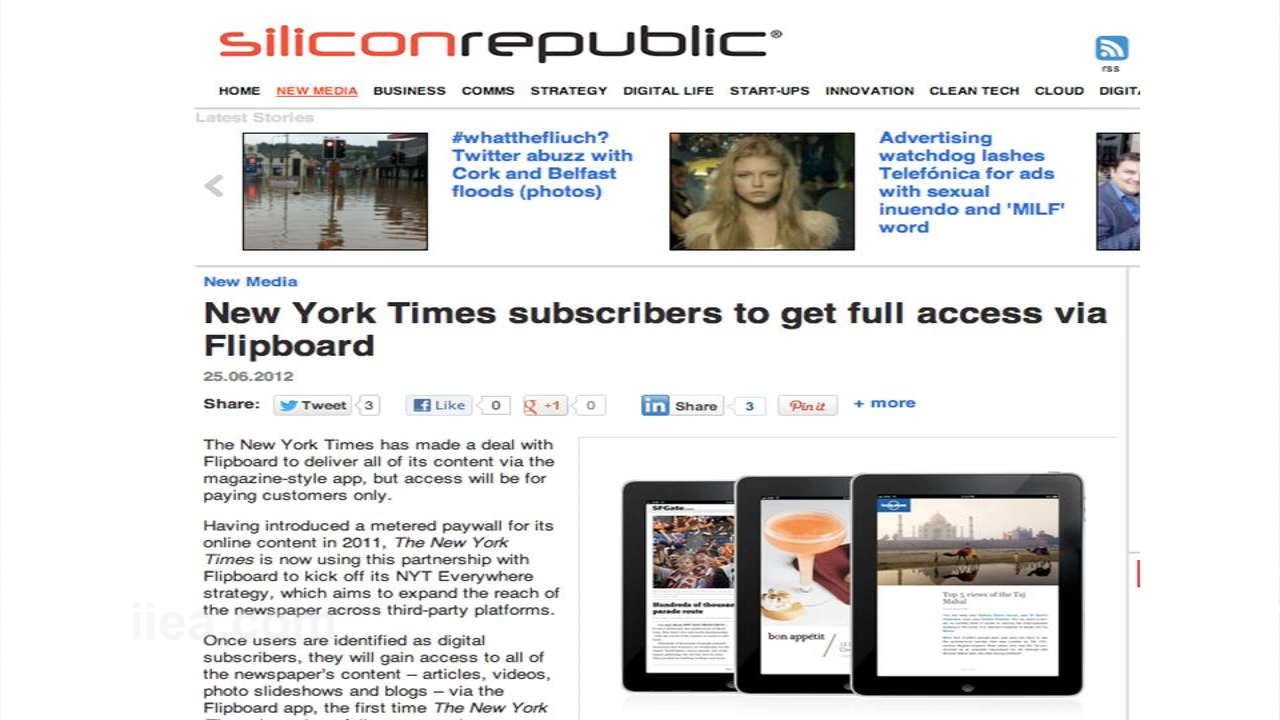 siliconrepublic®
rss
HOME NEW MEDIA BUSINESS COMMS STRATEGY DIGITAL LIFE START-UPS INNOVATION CLEAN TECH CLOUD DIGITA
Latest Stories
#whatthefliuch?
Twitter abuzz with
Cork and Belfast
floods (photos)
Advertising
watchdog lashes
Telefónica for ads
with sexual
inuendo and 'MILF'
word
New Media
New York Times subscribers to get full access via
Flipboard
25.06.2012
Share: Tweet 3 Like 0 +1 0 in Share 3 Pin it + more
The New York Times has made a deal with
Flipboard to deliver all of its content via the
magazine-style app, but access will be for
paying customers only.
Having introduced a metered paywall for its
online content in 2011, The New York
Times is now using this partnership with
Flipboard to kick off its NYT Everywhere
strategy, which aims to expand the reach of
the newspaper across third-party platforms.
Once users are identified as digital
subscribers, they will gain access to all of
the newspaper's content – articles, videos,
photo slideshows and blogs – via the
Flipboard app, the first time The New York
SFGate
Hundreds of thousan
parade route
bon appétit
Top 5 views of the Taj
Mahal